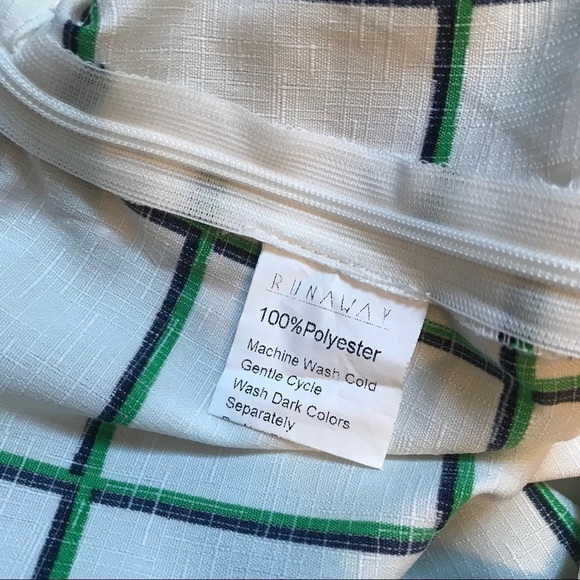 RUNAWAY
100%Polyester
Machine Wash Cold
Gentle Cycle
Wash Dark Colors
Separately